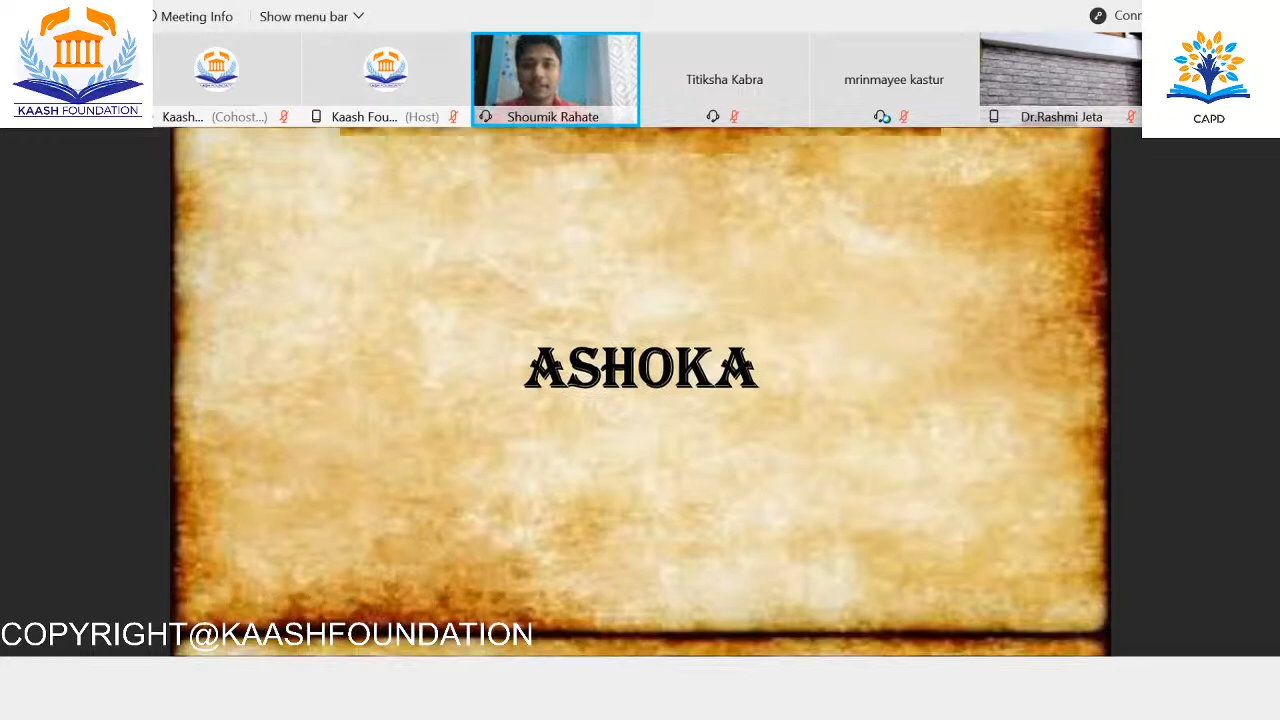 Meeting Info
Show menu bar
Conn
KAASH FOUNDATION
Kaash... (Cohost...)
Kaash Fou... (Host)
Shoumik Rahate
Titiksha Kabra
mrinmayee kastur
Dr.Rashmi Jeta
CAPD
ASHOKA
COPYRIGHT@KAASHFOUNDATION